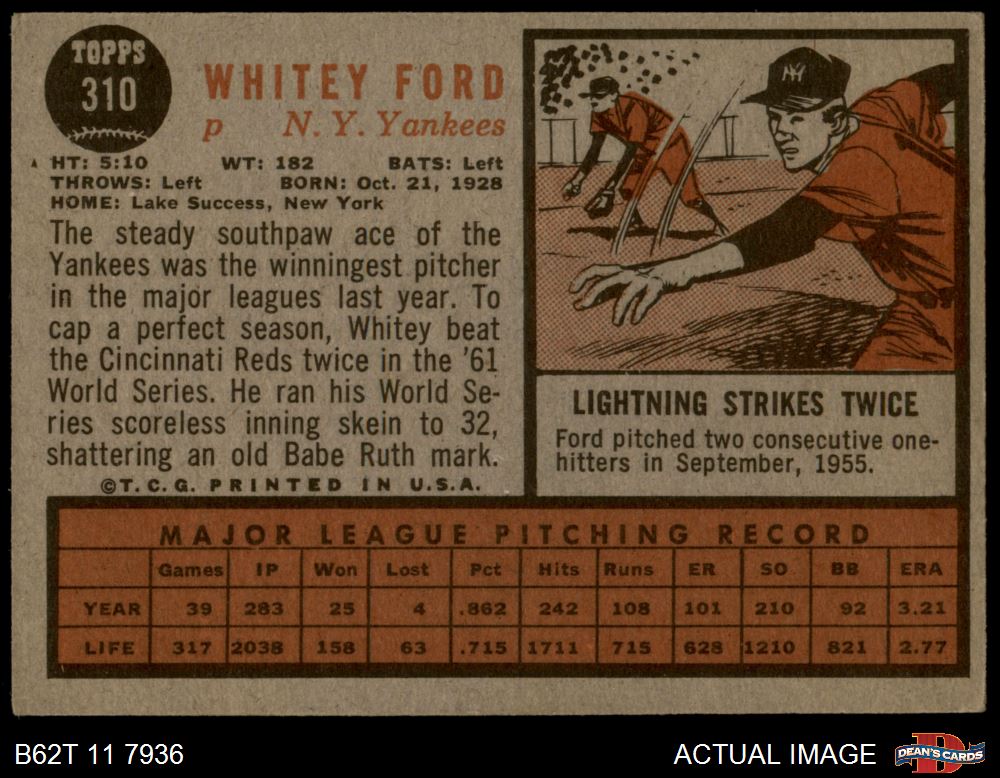 TOPPS
310
WHITEY FORD
p N. Y. Yankees
HT: 5:10 WT: 182 BATS: Left
THROWS: Left BORN: Oct. 21, 1928
HOME: Lake Success, New York
The steady southpaw ace of the
Yankees was the winningest pitcher
in the major leagues last year. To
cap a perfect season, Whitey beat
the Cincinnati Reds twice in the '61
World Series. He ran his World Se-
ries scoreless inning skein to 32,
shattering an old Babe Ruth mark.
©T. C. G. PRINTED IN U.S.A.
NY
LIGHTNING STRIKES TWICE
Ford pitched two consecutive one-
hitters in September, 1955.
MAJOR LEAGUE PITCHING RECORD
Games IP Won Lost Pct Hits Runs ER SO BB ERA
YEAR 39 283 25 4 .862 242 108 101 210 92 3.21
LIFE 317 2038 158 63 .715 1711 715 628 1210 821 2.77
B62T 11 7936
ACTUAL IMAGE
D
DEAN'S CARDS